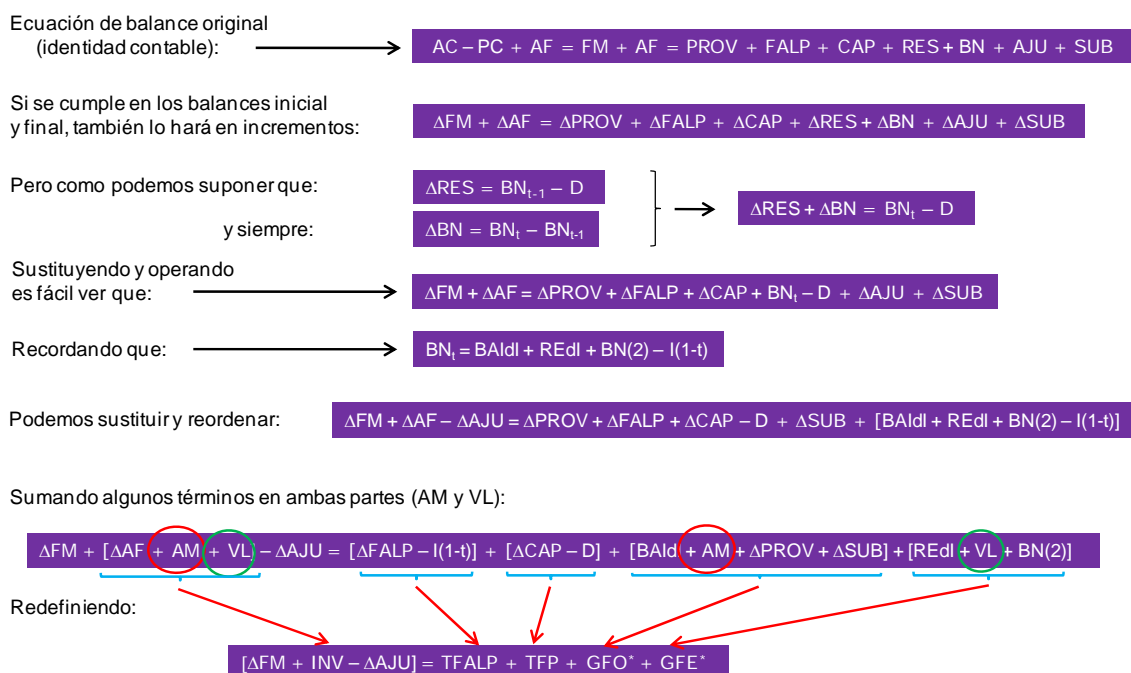 Ecuación de balance original
(identidad contable):
AC – PC + AF = FM + AF = PROV + FALP + CAP + RES + BN + AJU + SUB
Si se cumple en los balances inicial
y final, también lo hará en incrementos:
ΔFM + ΔAF = ΔPROV + ΔFALP + ΔCAP + ΔRES + ΔBN + ΔAJU + ΔSUB
Pero como podemos suponer que:
ΔRES = BNt-1 – D
y siempre:
ΔBN = BNt – BNt-1
ΔRES + ΔBN = BNt – D
Sustituyendo y operando
es fácil ver que:
ΔFM + ΔAF = ΔPROV + ΔFALP + ΔCAP + BNt – D + ΔAJU + ΔSUB
Recordando que:
BNt = BAIdI + REdI + BN(2) – I(1-t)
Podemos sustituir y reordenar:
ΔFM + ΔAF – ΔAJU = ΔPROV + ΔFALP + ΔCAP – D + ΔSUB + [BAIdI + REdI + BN(2) – I(1-t)]
Sumando algunos términos en ambas partes (AM y VL):
ΔFM + [ΔAF + AM + VL] – ΔAJU = [ΔFALP – I(1-t)] + [ΔCAP – D] + [BAIdI + AM + ΔPROV + ΔSUB] + [REdI + VL + BN(2)]
Redefiniendo:
[ΔFM + INV – ΔAJU] = TFALP + TFP + GFO* + GFE*